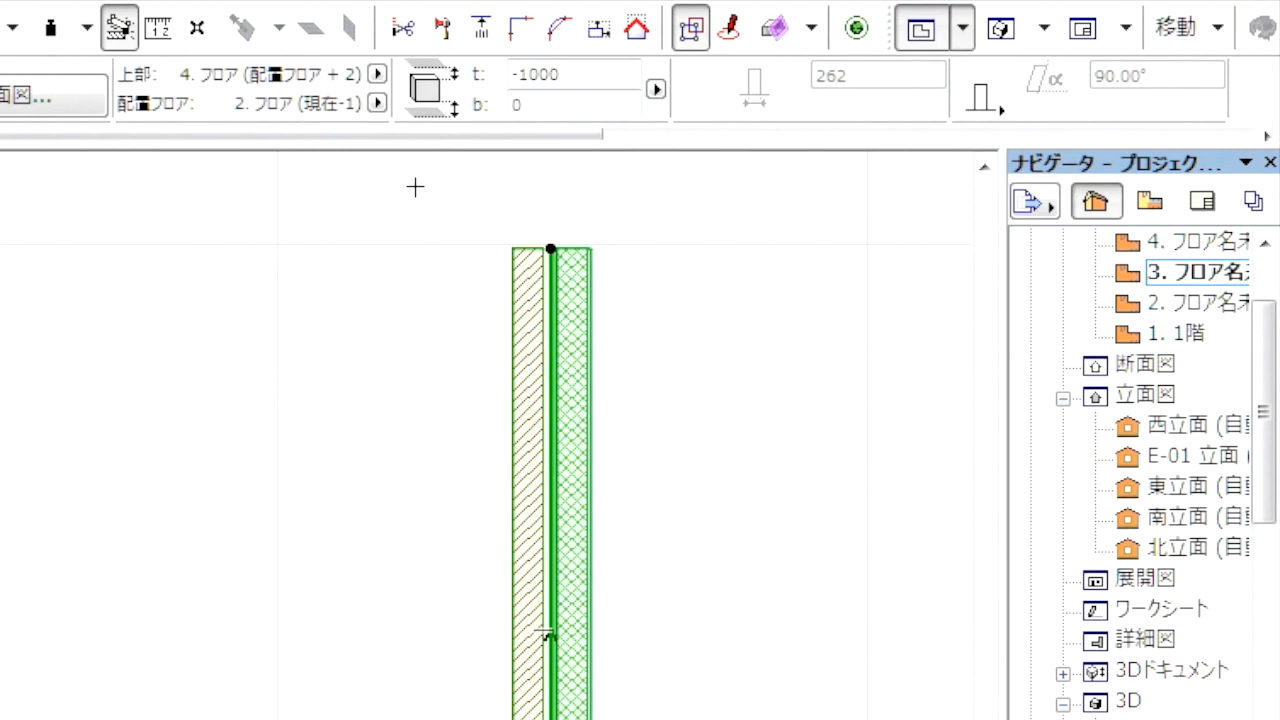 移動
上部: 4. フロア (配置フロア + 2)
t: -1000
262
α 90.00°
面図...
配置フロア: 2. フロア (現在-1)
b: 0
ナビゲータ - プロジェク...
4. フロア名
3. フロア名
2. フロア名
1. 1階
断面図
立面図
西立面 (自
E-01 立面 (
東立面 (自
南立面 (自
北立面 (自
展開図
ワークシート
詳細図
3Dドキュメント
3D